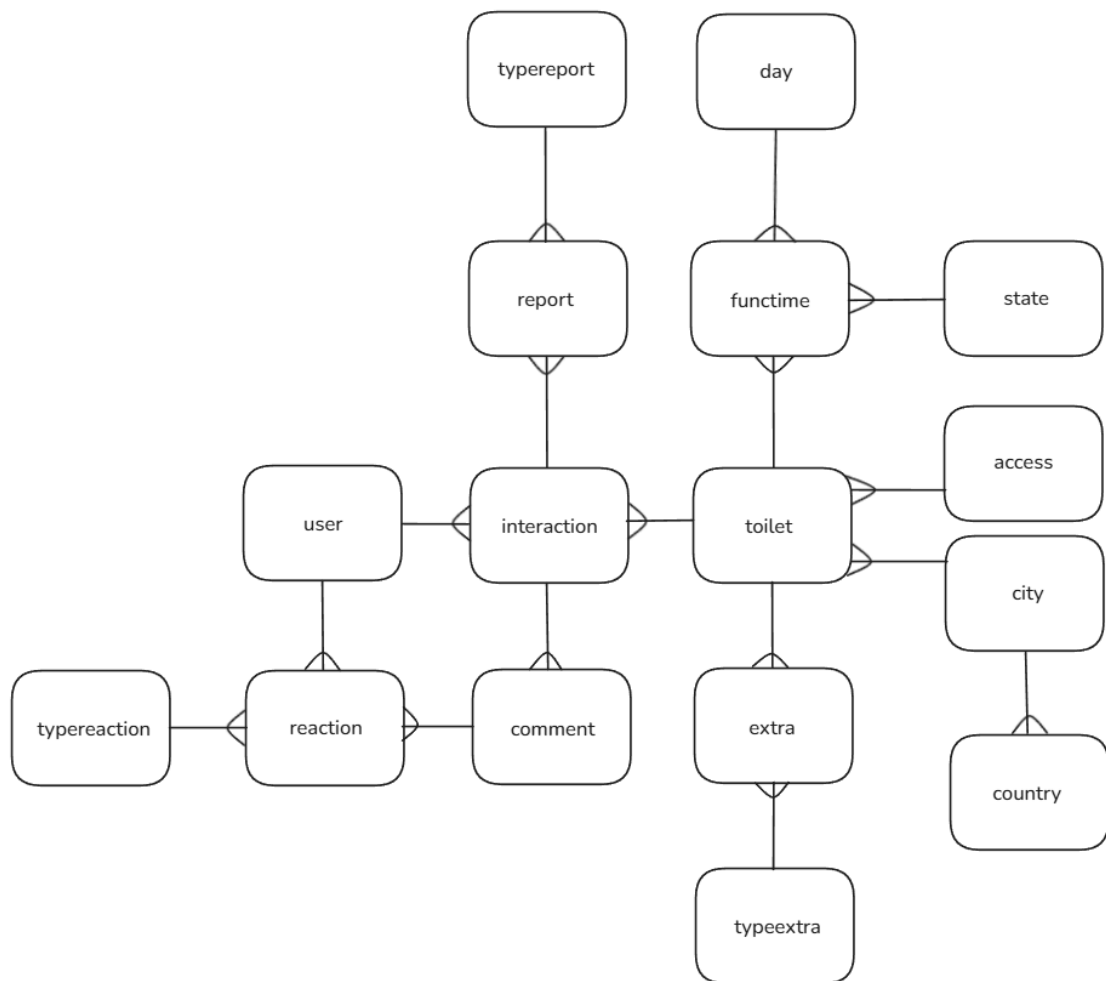 typereport
day
report
functime
state
access
user
interaction
toilet
city
typereaction
reaction
comment
extra
country
typeextra